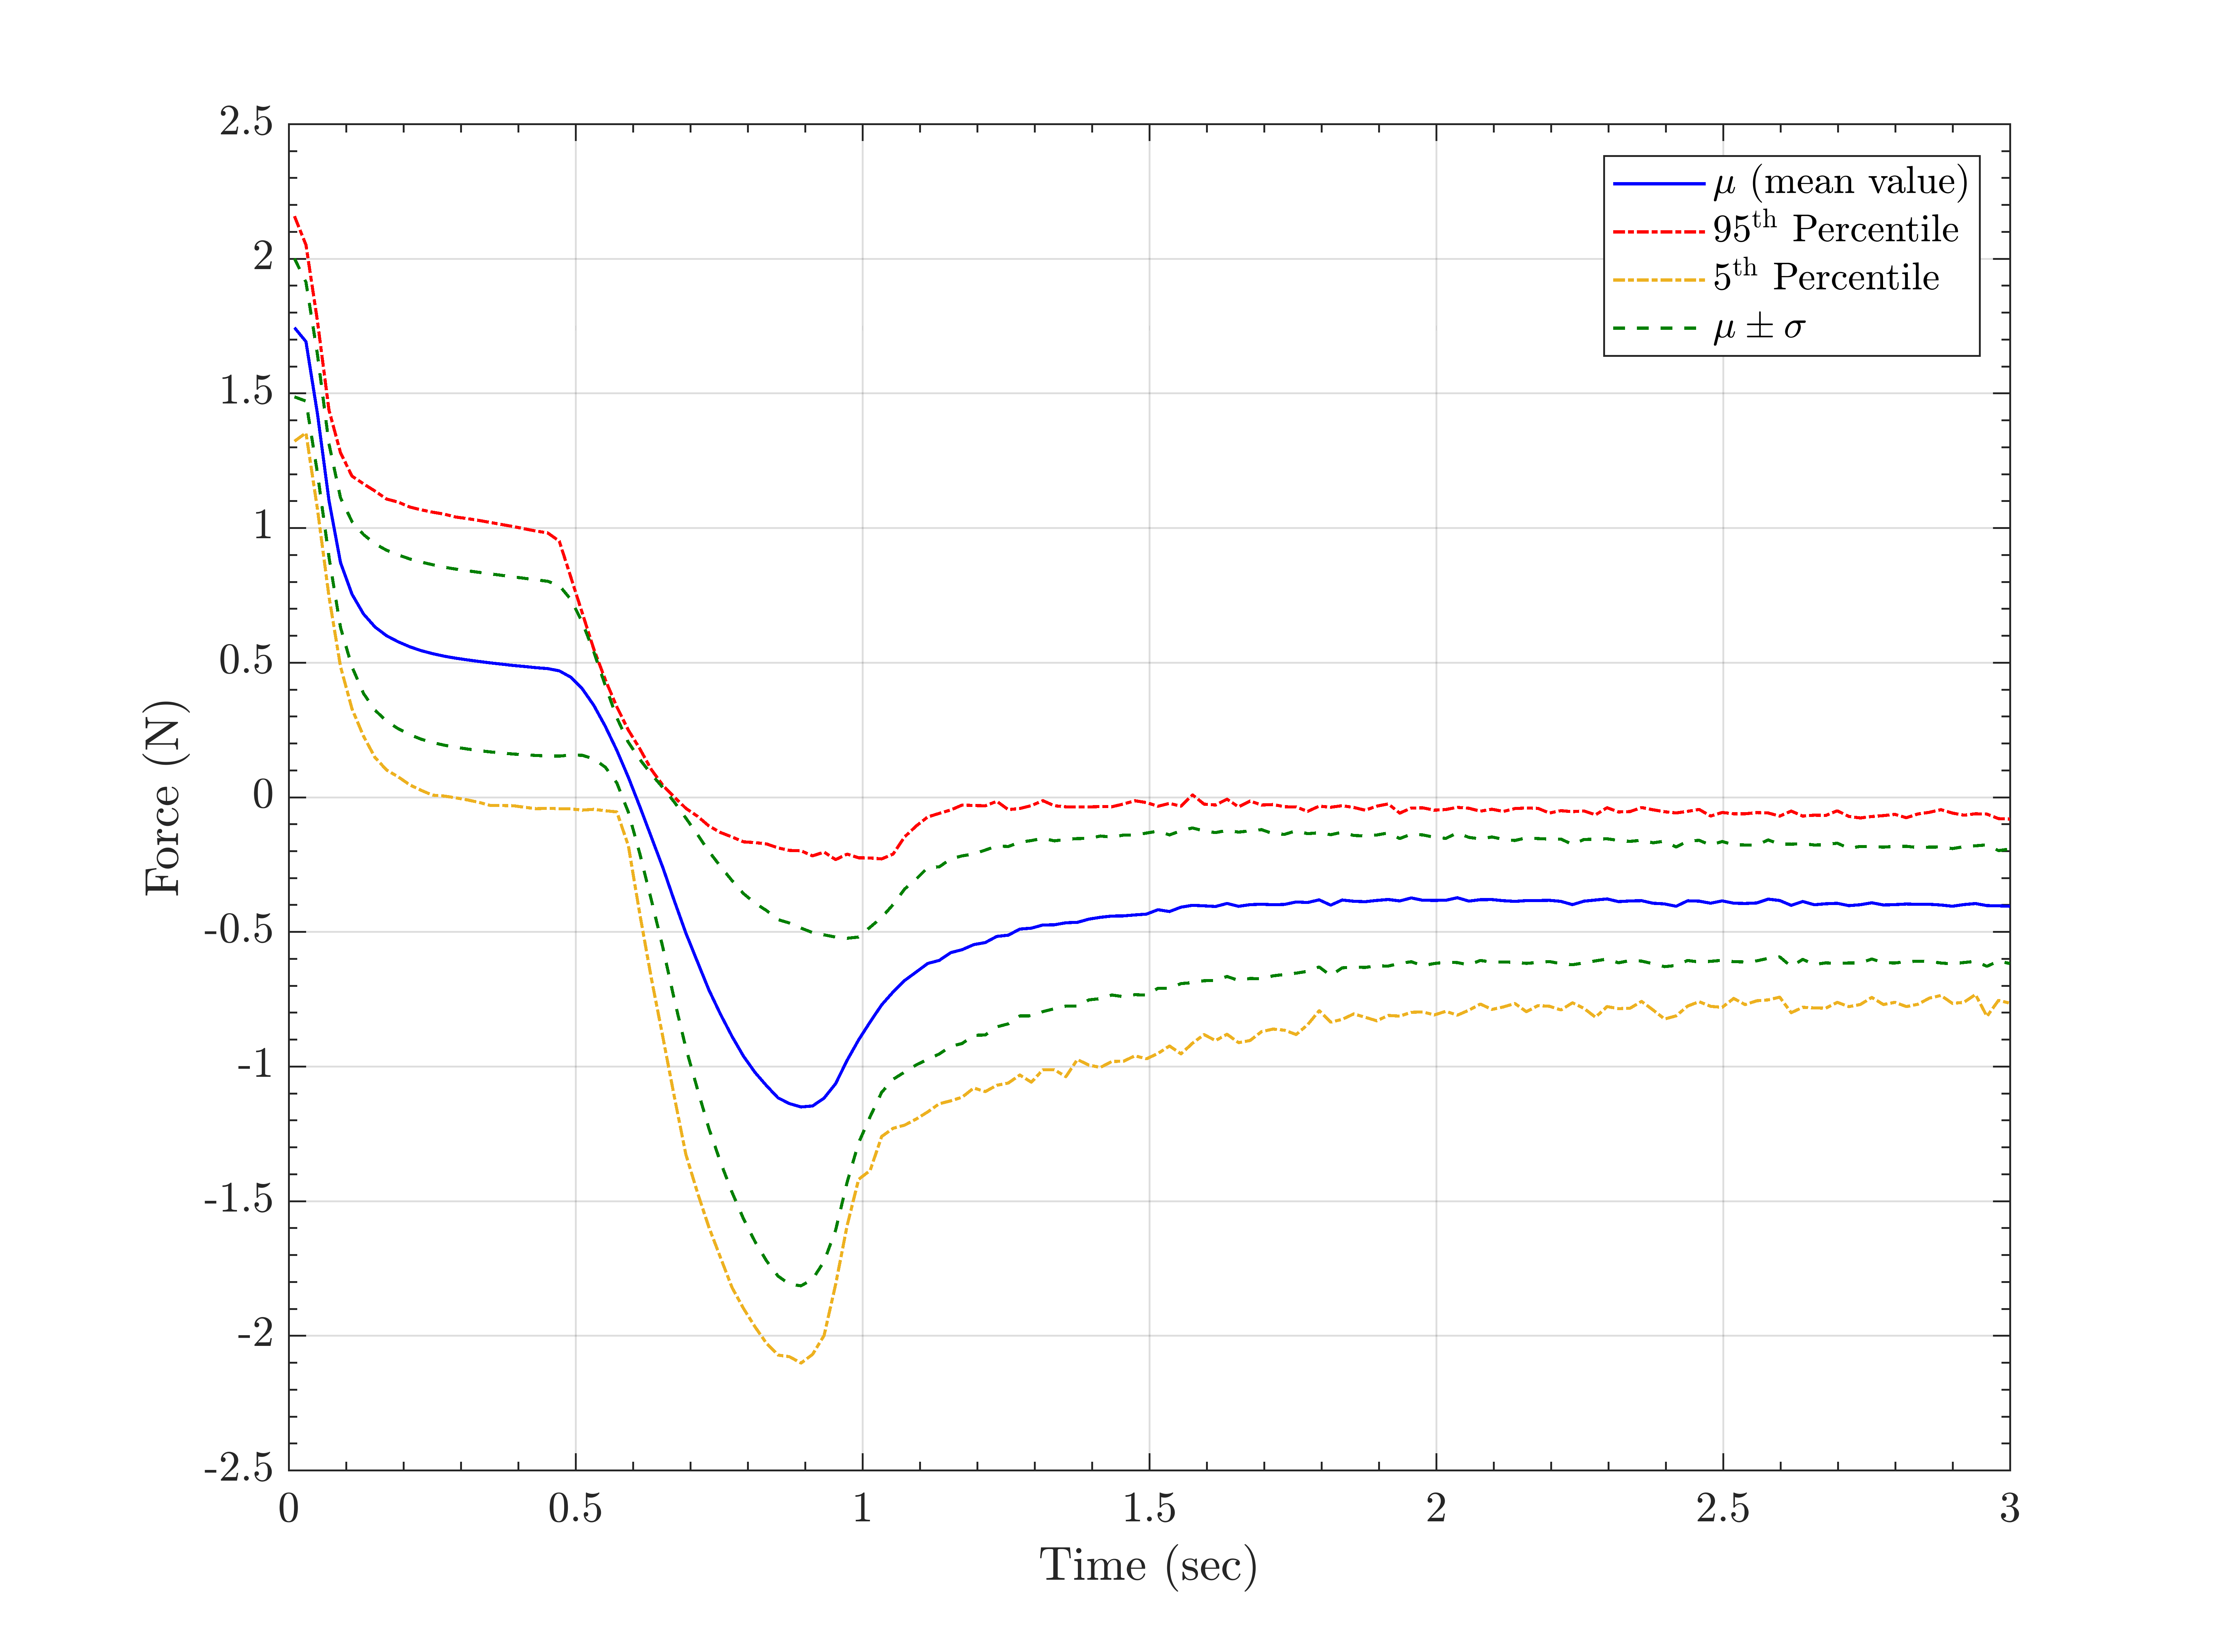 2.5
2
1.5
1
0.5
0
-0.5
-1
-1.5
-2
-2.5
Force (N)
μ (mean value)
95th Percentile
5th Percentile
μ ± σ
0 0.5 1 1.5 2 2.5 3
Time (sec)